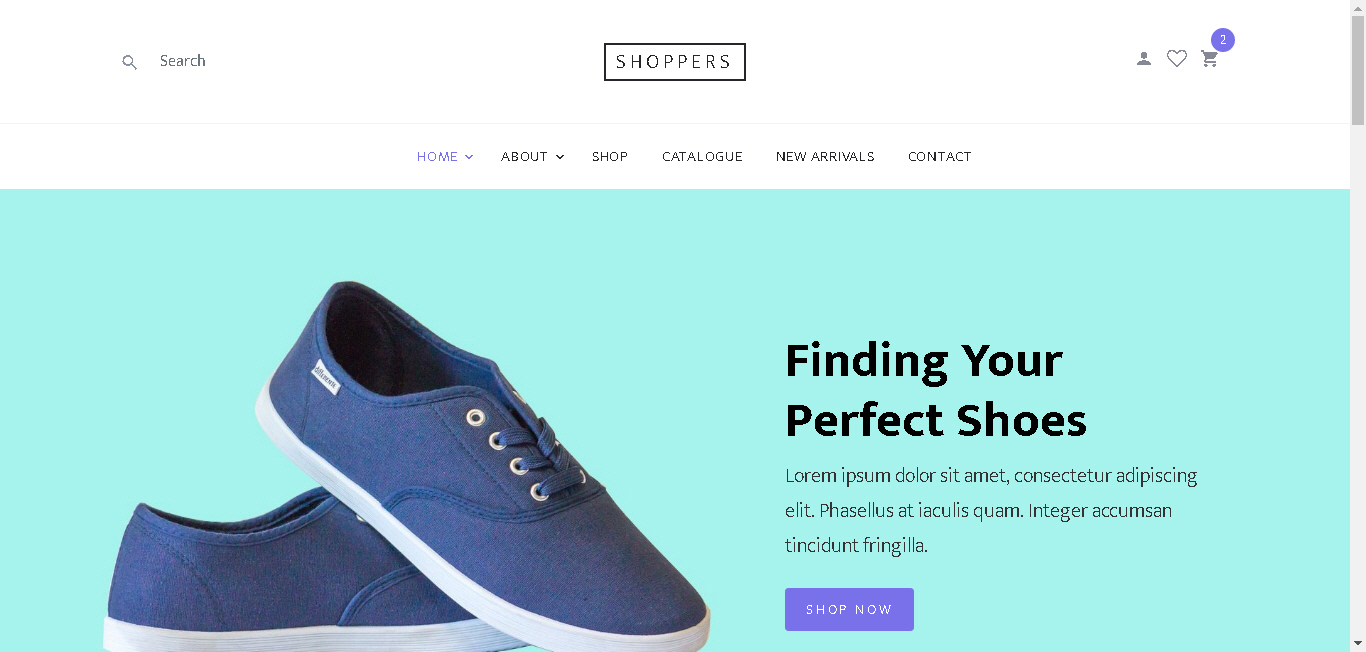 2
Search
SHOPPERS
HOME ABOUT SHOP CATALOGUE NEW ARRIVALS CONTACT
Finding Your
Perfect Shoes
Lorem ipsum dolor sit amet, consectetur adipiscing
elit. Phasellus at iaculis quam. Integer accumsan
tincidunt fringilla.
SHOP NOW